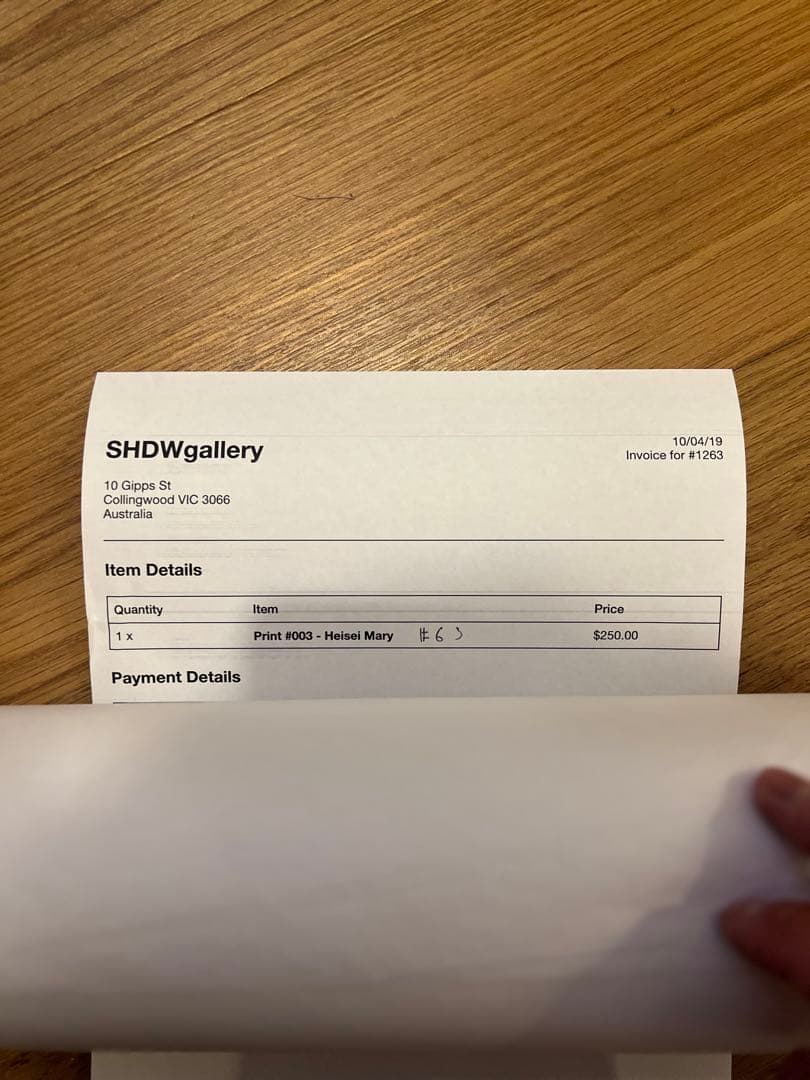 SHDWgallery
10/04/19
Invoice for #1263
10 Gipps St
Collingwood VIC 3066
Australia
Item Details
Quantity Item Price
1 x Print #003 - Heisei Mary $250.00
Payment Details